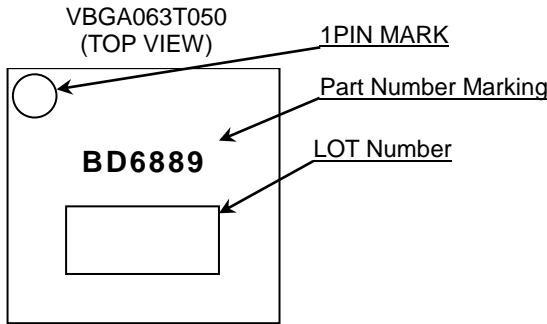 VBGA063T050
(TOP VIEW)
1PIN MARK
Part Number Marking
BD6889
LOT Number